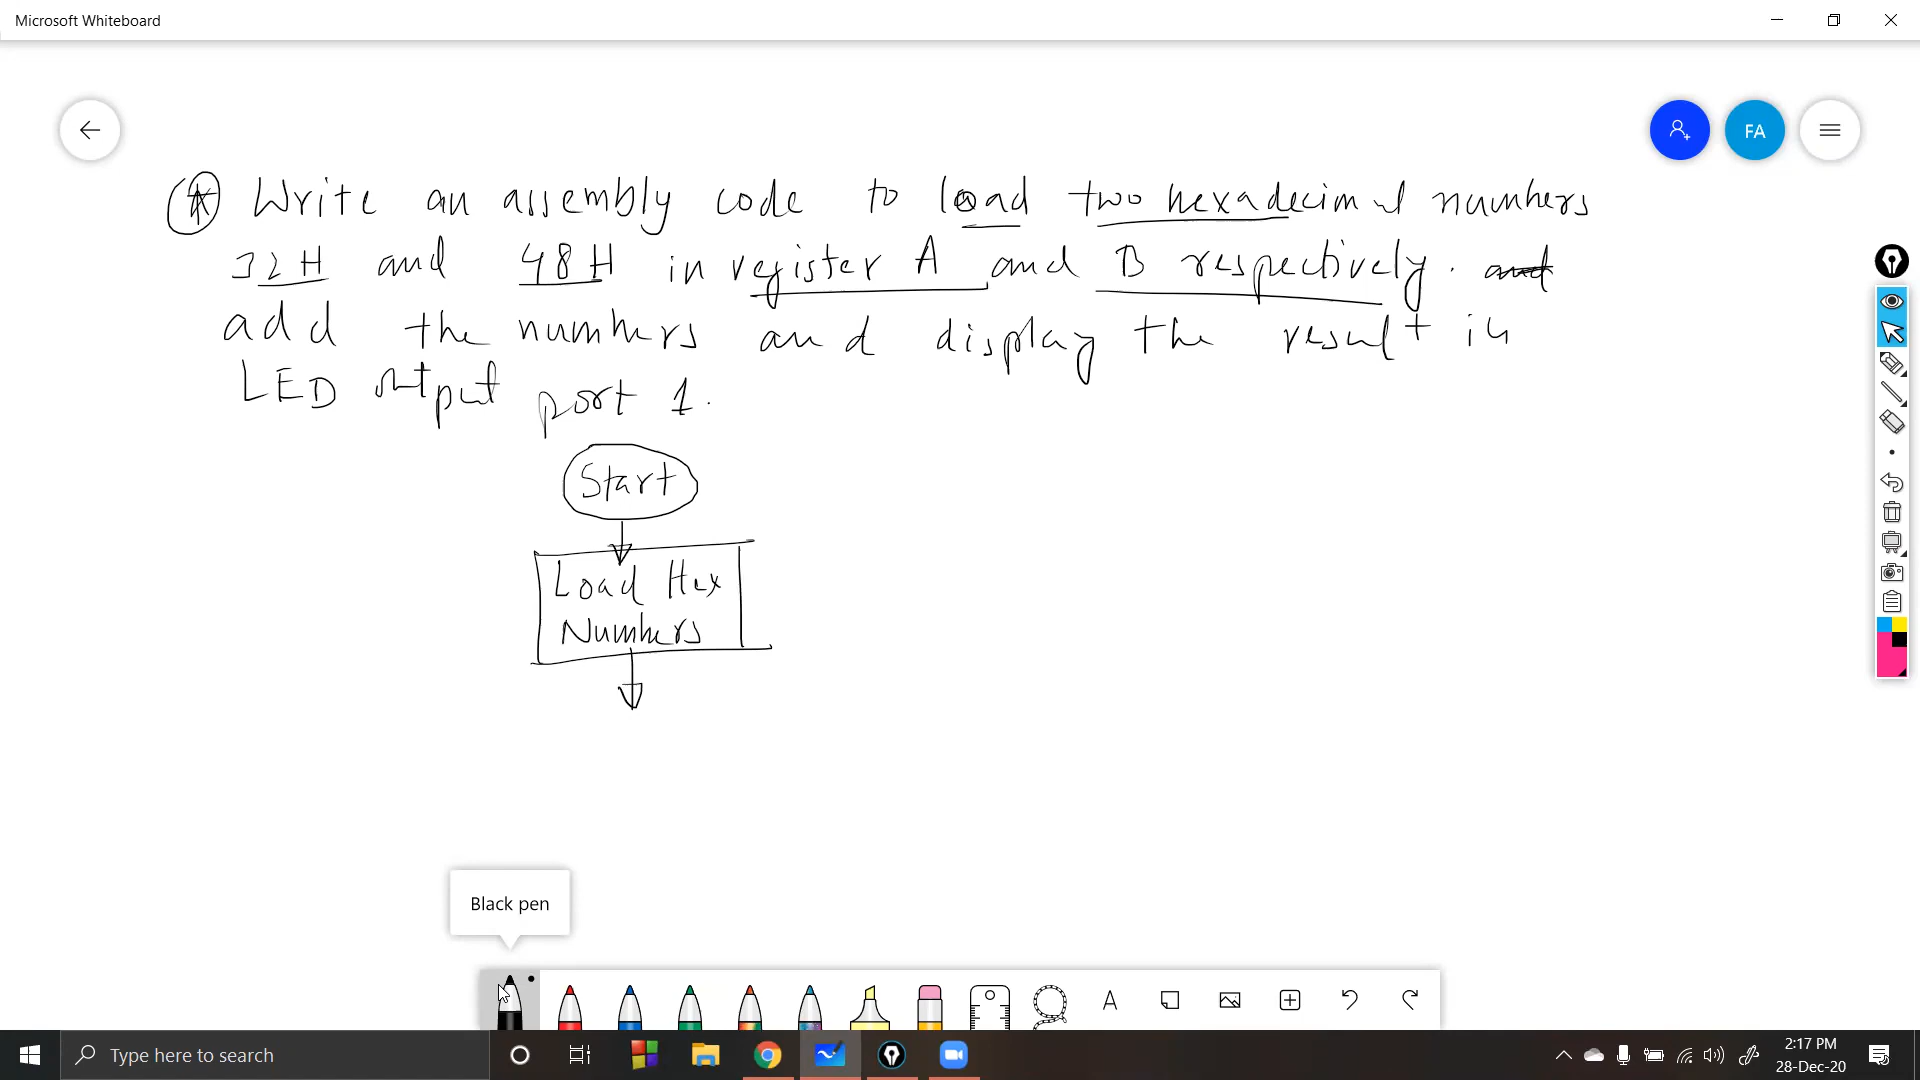 Microsoft Whiteboard
FA
* Write an assembly code to load two hexadecimal numbers
32H and 48H in register A and B respectively. and
add the numbers and display the result in
LED output port 1.
Start
Load Hex
Numbers
Black pen
A
Type here to search
2:17 PM
28-Dec-20